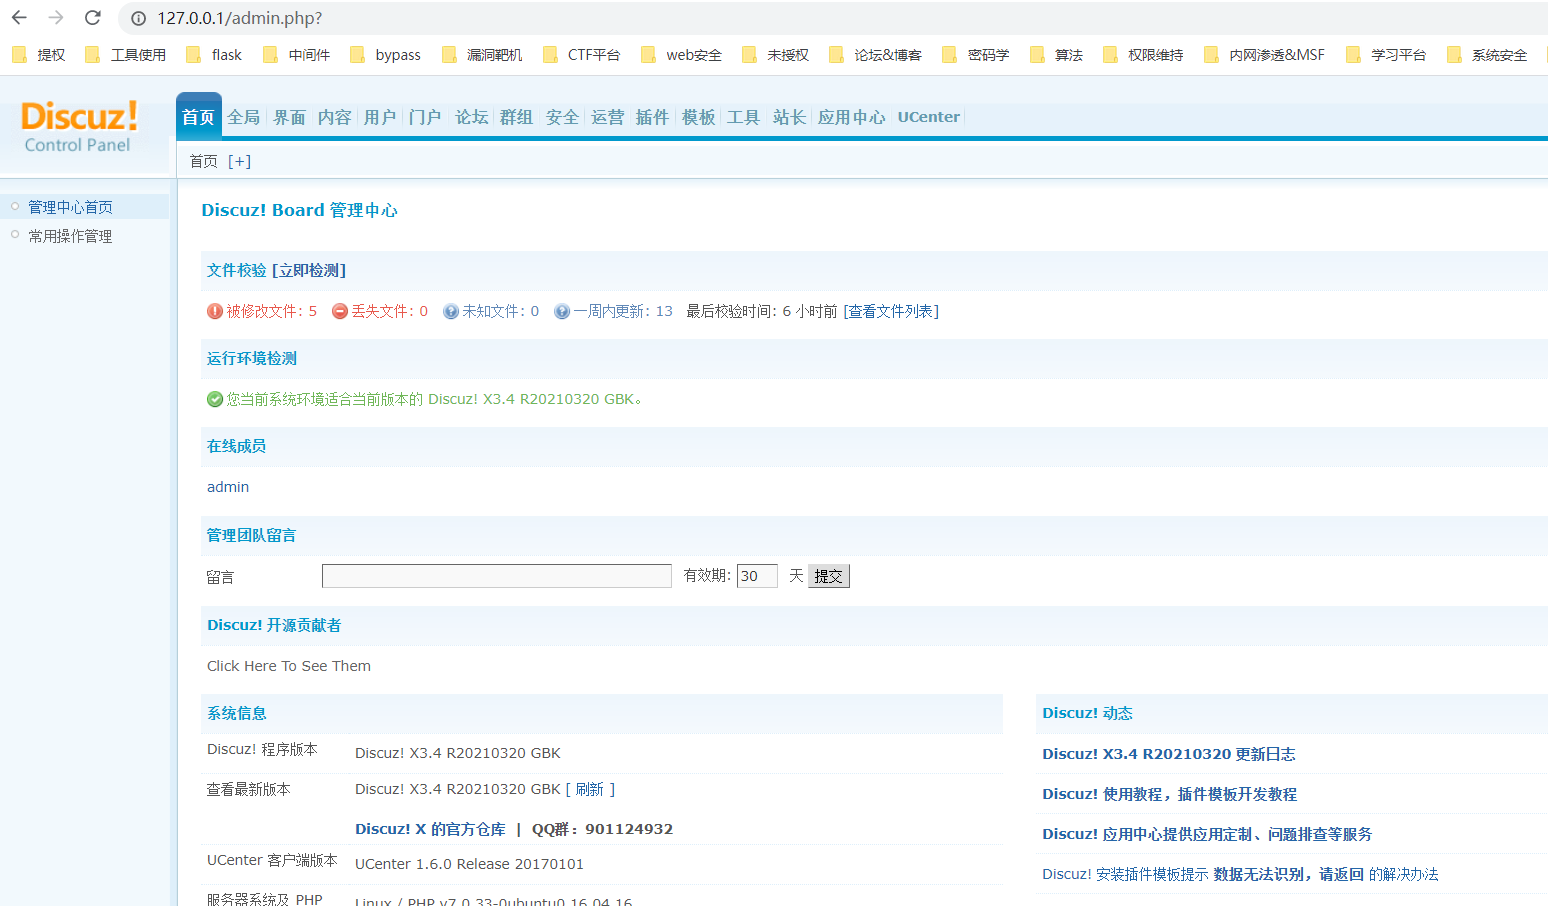 127.0.0.1/admin.php?
提权 工具使用 flask 中间件 bypass 漏洞靶机 CTF平台 web安全 未授权 论坛&博客 密码学 算法 权限维持 内网渗透&MSF 学习平台 系统安全
Discuz!
Control Panel
首页 全局 界面 内容 用户 门户 论坛 群组 安全 运营 插件 模板 工具 站长 应用中心 UCenter
首页 [+]
管理中心首页
常用操作管理
Discuz! Board 管理中心
文件校验 [立即检测]
被修改文件: 5 丢失文件: 0 未知文件: 0 一周内更新: 13 最后校验时间: 6 小时前 [查看文件列表]
运行环境检测
您当前系统环境适合当前版本的 Discuz! X3.4 R20210320 GBK。
在线成员
admin
管理团队留言
留言 有效期: 30 天 提交
Discuz! 开源贡献者
Click Here To See Them
系统信息
Discuz! 程序版本 Discuz! X3.4 R20210320 GBK
查看最新版本 Discuz! X3.4 R20210320 GBK [ 刷新 ]
Discuz! X 的官方仓库 | QQ群: 901124932
UCenter 客户端版本 UCenter 1.6.0 Release 20170101
服务器系统及 PHP Linux / PHP v7.0.33-0ubuntu0.16.04.16
Discuz! 动态
Discuz! X3.4 R20210320 更新日志
Discuz! 使用教程，插件模板开发教程
Discuz! 应用中心提供应用定制、问题排查等服务
Discuz! 安装插件模板提示 数据无法识别，请返回 的解决办法